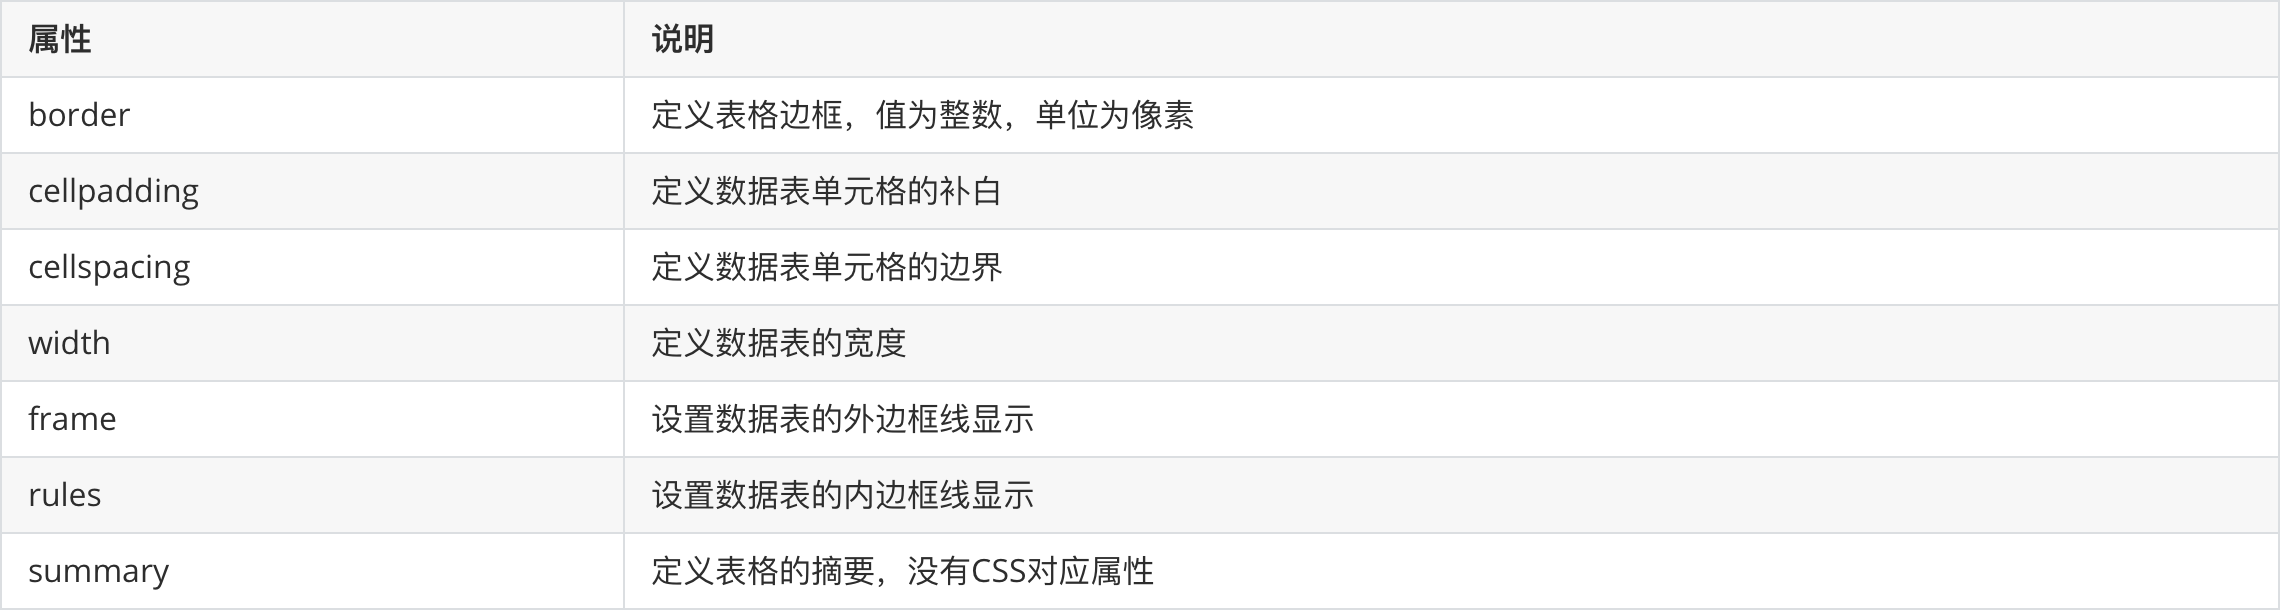 属性 说明
border 定义表格边框，值为整数，单位为像素
cellpadding 定义数据表单元格的补白
cellspacing 定义数据表单元格的边界
width 定义数据表的宽度
frame 设置数据表的外边框线显示
rules 设置数据表的内边框线显示
summary 定义表格的摘要，没有CSS对应属性